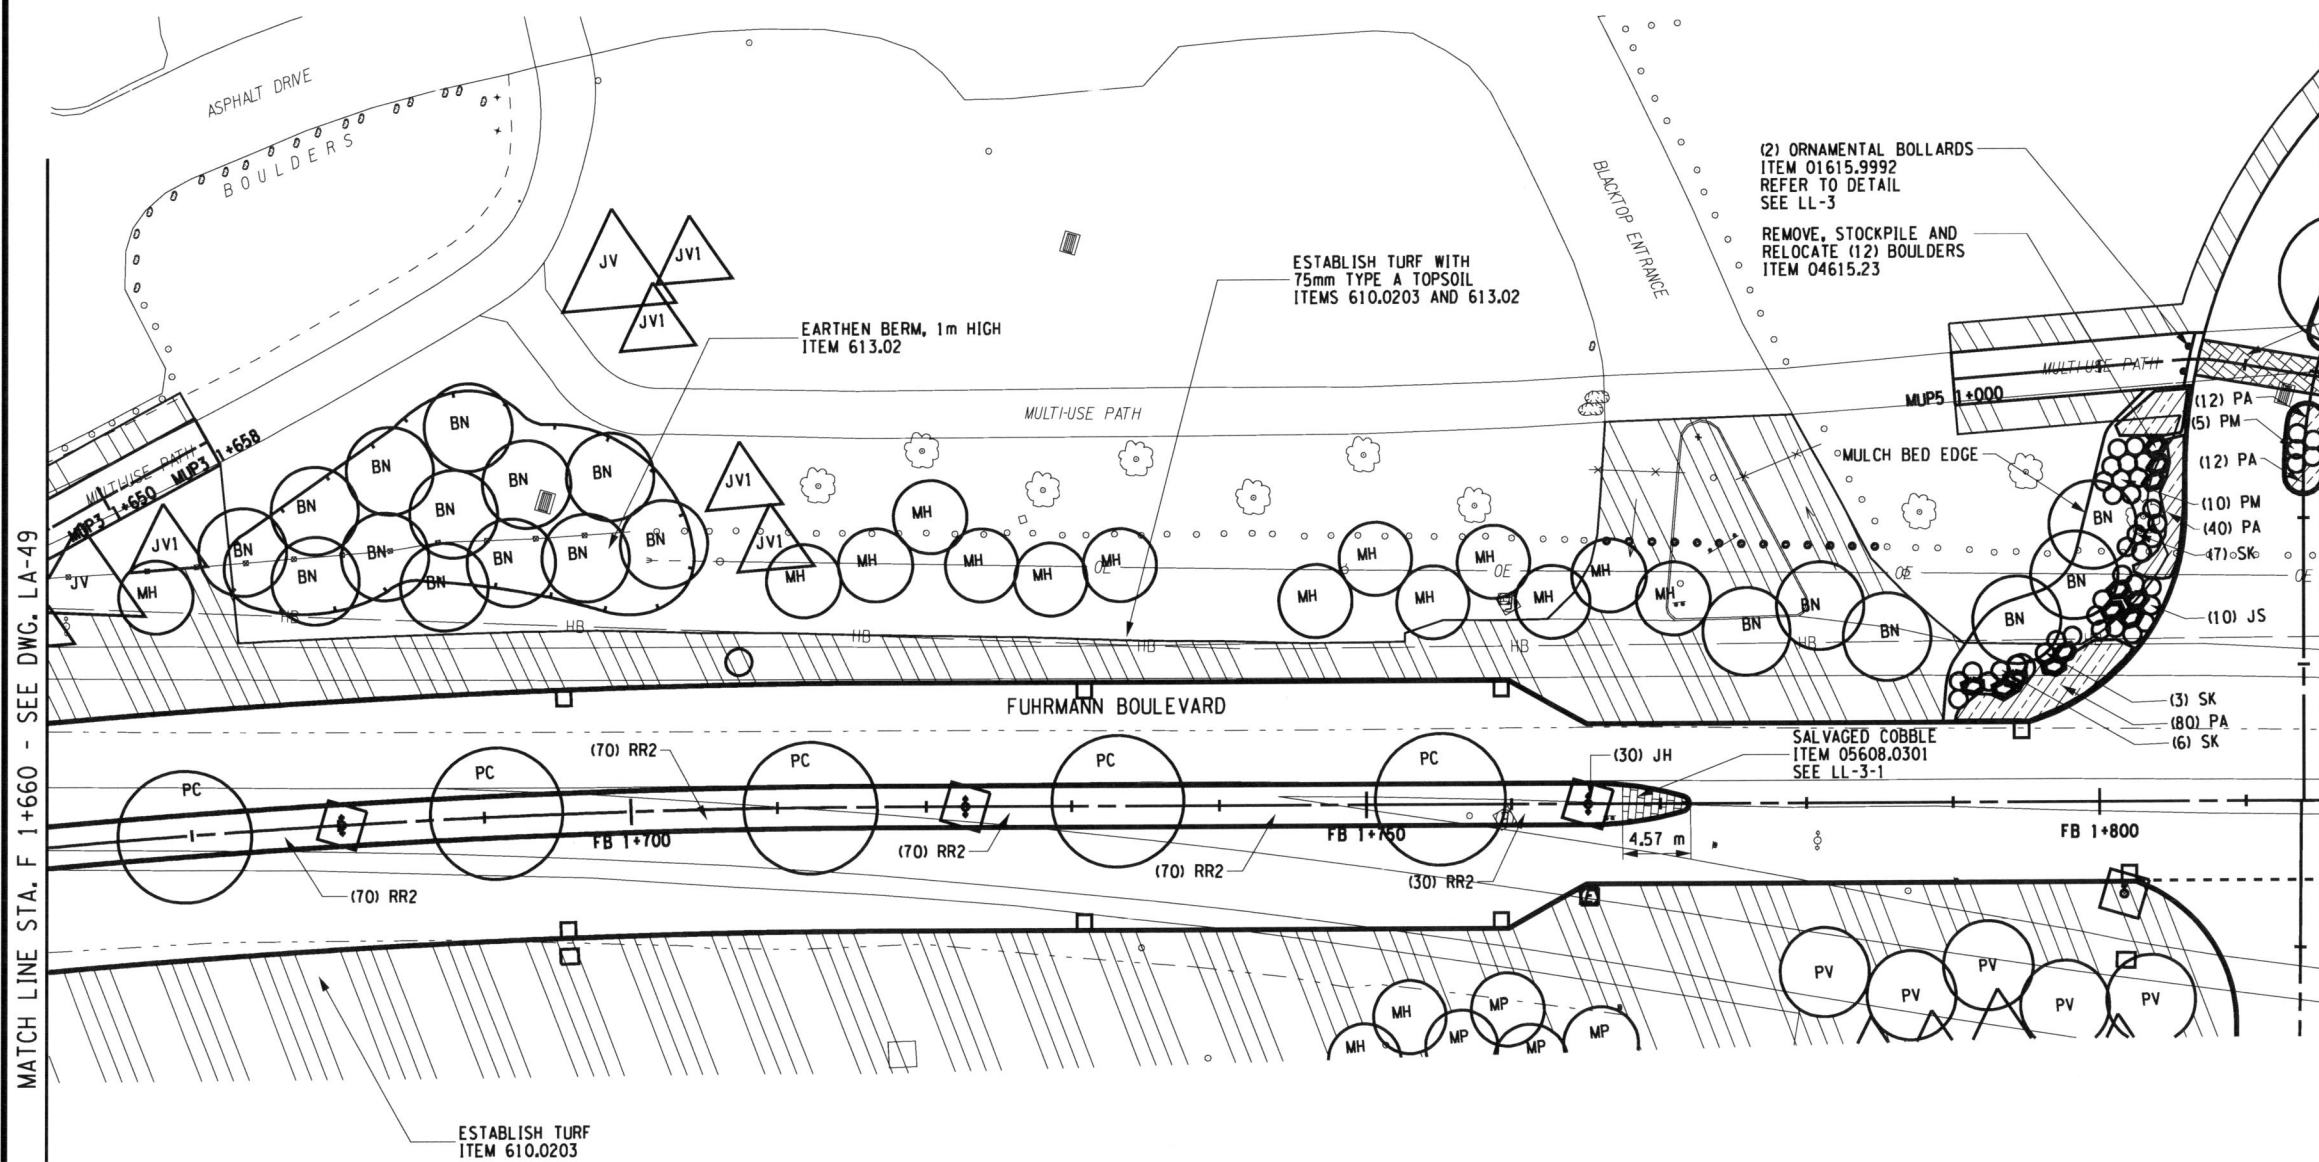 ASPHALT DRIVE
BOULDERS
BLACKTOP ENTRANCE
(2) ORNAMENTAL BOLLARDS
ITEM 01615.9992
REFER TO DETAIL
SEE LL-3
REMOVE, STOCKPILE AND
RELOCATE (12) BOULDERS
ITEM 04615.23
ESTABLISH TURF WITH
75mm TYPE A TOPSOIL
ITEMS 610.0203 AND 613.02
EARTHEN BERM, 1m HIGH
ITEM 613.02
JV
JV1
JV1
MULTI-USE PATH
MULTI-USE PATH
MUP5 1+000
MULTI-USE PATH
MUP3 1+650
MUP3 1+658
MULCH BED EDGE
(12) PA
(5) PM
(12) PA
(10) PM
(40) PA
(7) SK
(10) JS
(3) SK
(80) PA
(6) SK
JV
JV1
MH
BN
BN
BN
BN
BN
BN
BN
BN
BN
BN
BN
BN
BN
BN
JV1
JV1
MH
MH
MH
MH
MH
MH
OE
MH
MH
MH
MH
OE
MH
MH
MH
BN
BN
BN
OE
BN
BN
BN
OE
HB
HB
HB
HB
HB
HB
FUHRMANN BOULEVARD
PC
PC
PC
PC
PC
(70) RR2
(70) RR2
(70) RR2
(70) RR2
(30) RR2
(30) JH
SALVAGED COBBLE
ITEM 05608.0301
SEE LL-3-1
4.57 m
FB 1+700
FB 1+750
FB 1+800
MH
MH
MP
MP
MP
MP
PV
PV
PV
PV
PV
ESTABLISH TURF
ITEM 610.0203
MATCH LINE STA. F 1+660 - SEE DWG. LA-49